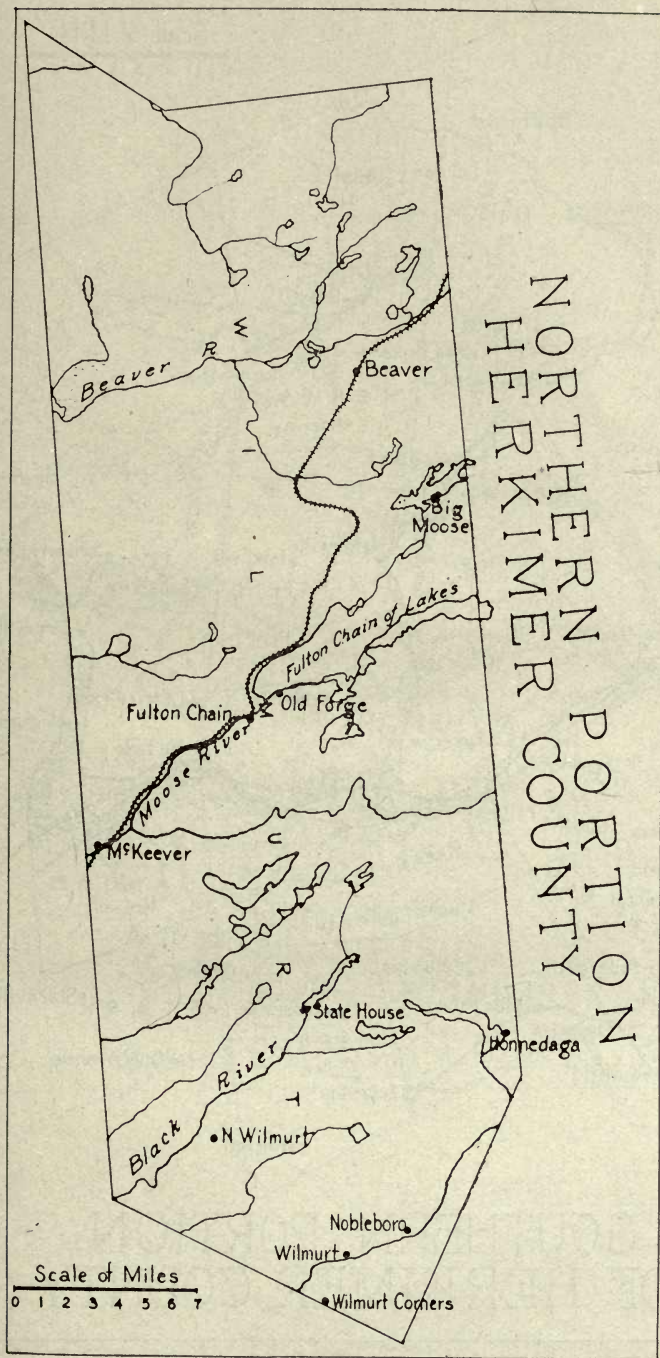 NORTHERN PORTION
HERKIMER COUNTY
Beaver R
WILMURT
Beaver
Big
Moose
Fulton Chain of Lakes
Fulton Chain
Old Forge
Moose River
McKeever
State House
Honnedaga
Black River
N Wilmurt
Nobleboro
Wilmurt
Wilmurt Corners
Scale of Miles
0 1 2 3 4 5 6 7